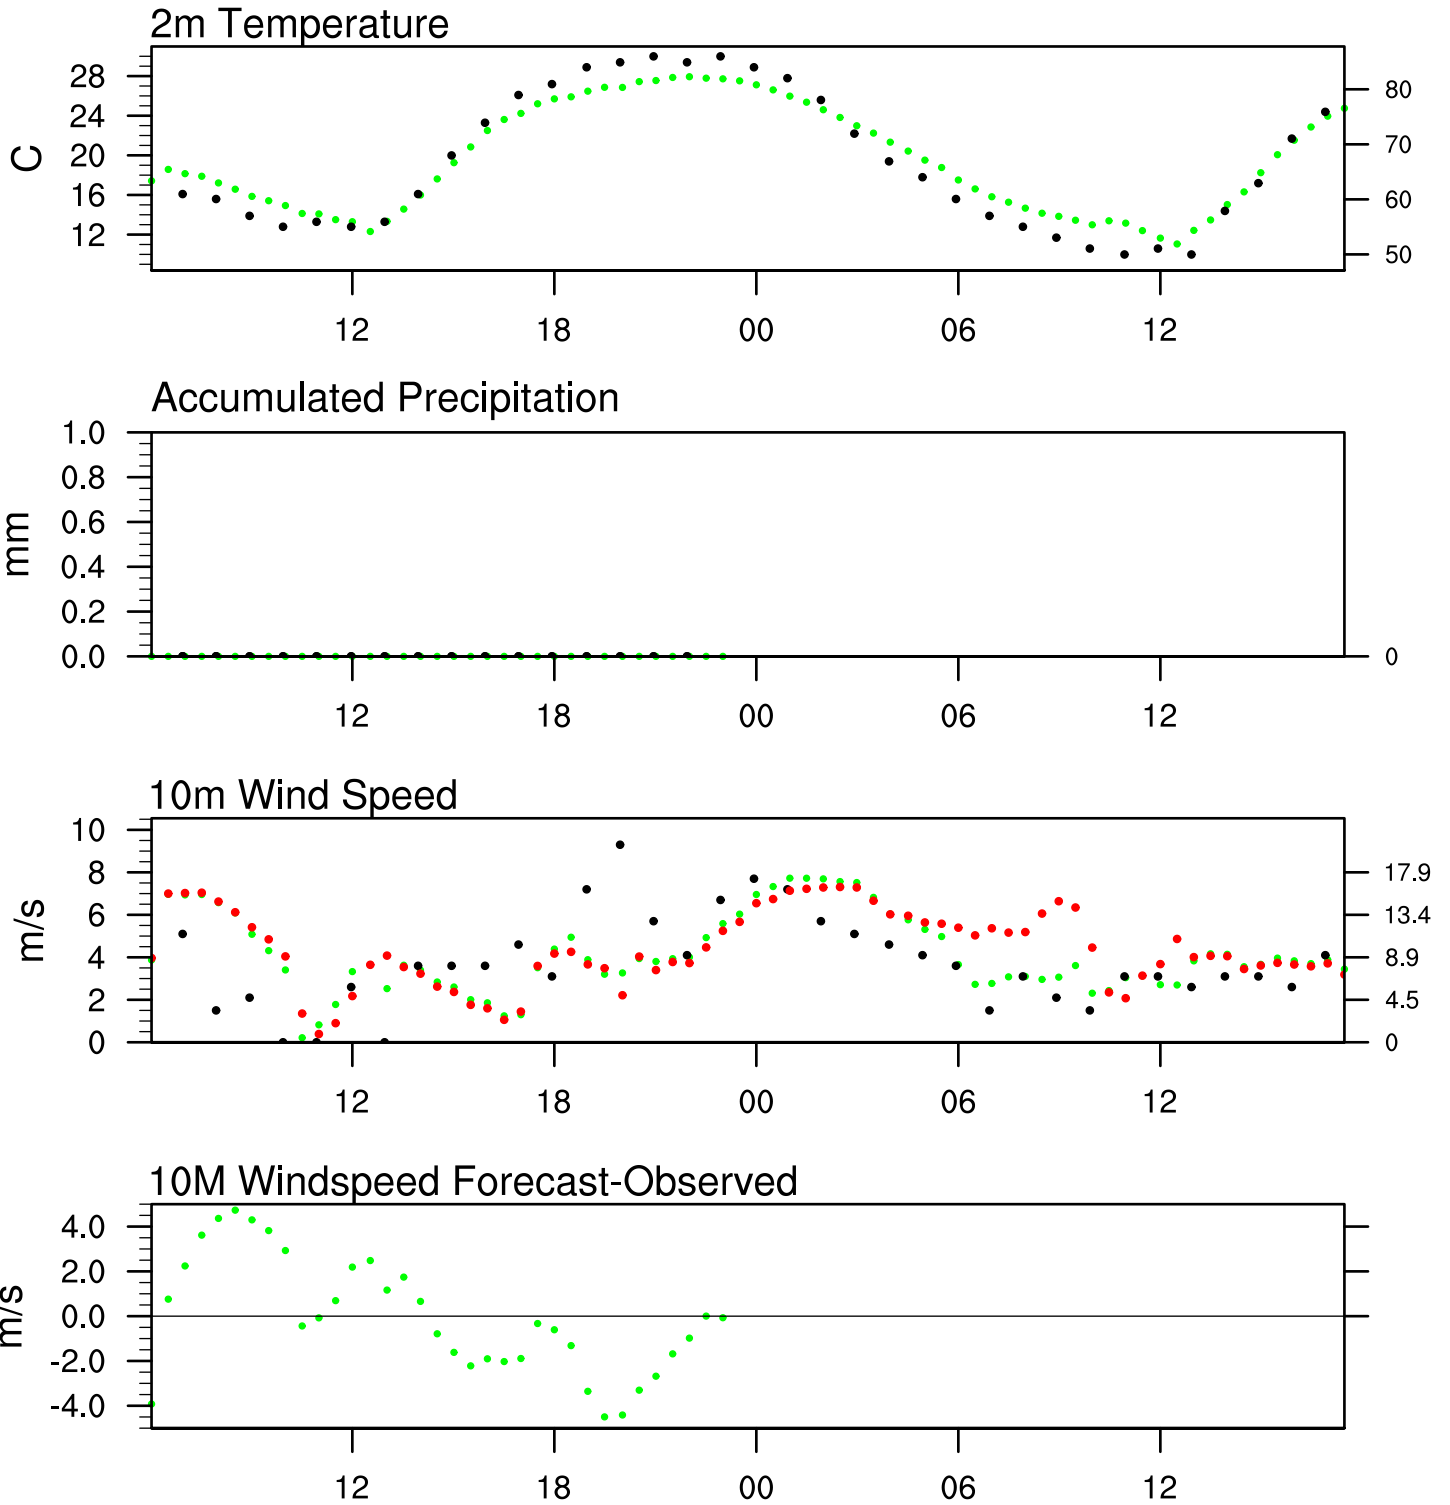 2m Temperature
C
28
24
20
16
12
80
70
60
50
12 18 00 06 12
Accumulated Precipitation
mm
1.0
0.8
0.6
0.4
0.2
0.0
0
12 18 00 06 12
10m Wind Speed
m/s
10
8
6
4
2
0
17.9
13.4
8.9
4.5
0
12 18 00 06 12
10M Windspeed Forecast-Observed
m/s
4.0
2.0
0.0
-2.0
-4.0
12 18 00 06 12